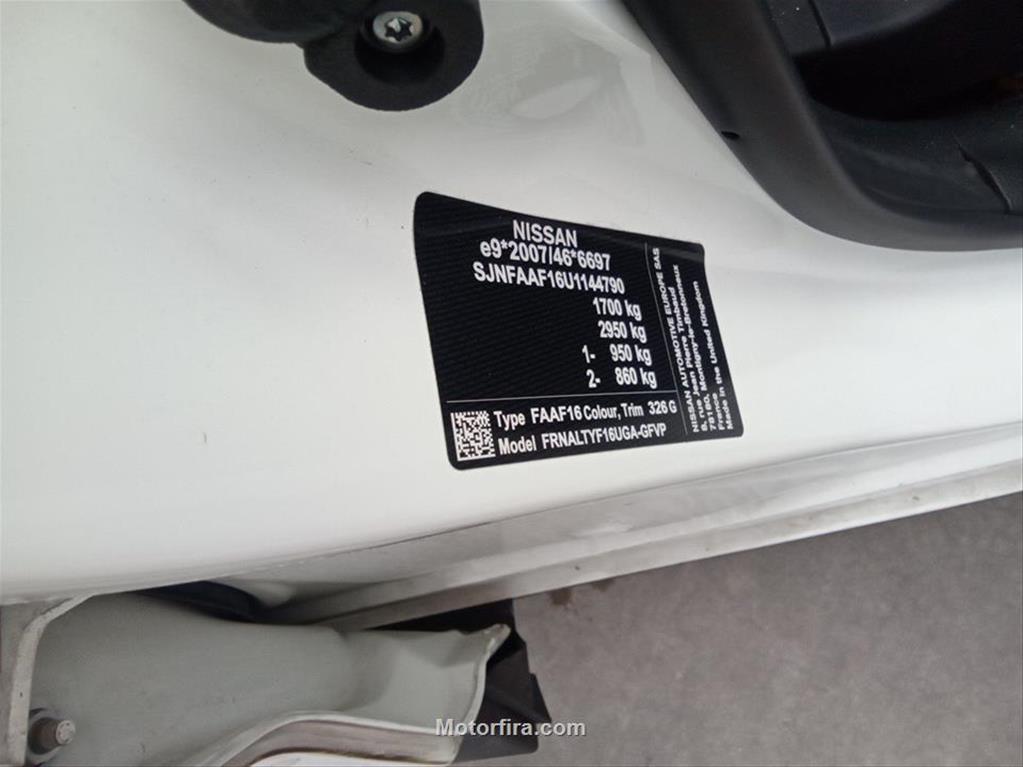 NISSAN
e9*2007/46*6697
SJNFAAF16U1144790
1700 kg
2950 kg
1- 950 kg
2- 860 kg
Type FAAF16 Colour, Trim 326 G
Model FRNALTYF16UGA-GFVP
NISSAN AUTOMOTIVE EUROPE SAS
8, rue Jean Pierre Timbaud
78180, Montigny-le-Bretonneux
France
Made in the United Kingdom
Motorfira.com